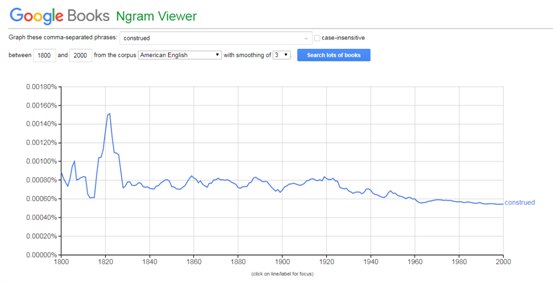 Google Books Ngram Viewer
Graph these comma-separated phrases: construed case-insensitive
between 1800 and 2000 from the corpus American English with smoothing of 3 Search lots of books
0.00180%
0.00160%
0.00140%
0.00120%
0.00100%
0.00080%
0.00060%
0.00040%
0.00020%
0.00000%
construed
1800 1820 1840 1860 1880 1900 1920 1940 1960 1980 2000
(click on line/label for focus)